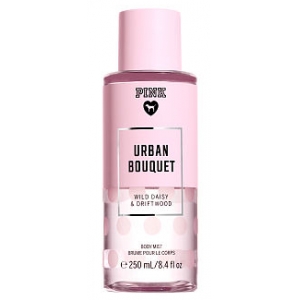 PINK
URBAN
BOUQUET
WILD DAISY
& DRIFTWOOD
BODY MIST
BRUME POUR LE CORPS
℮ 250 mL/8.4 fl oz